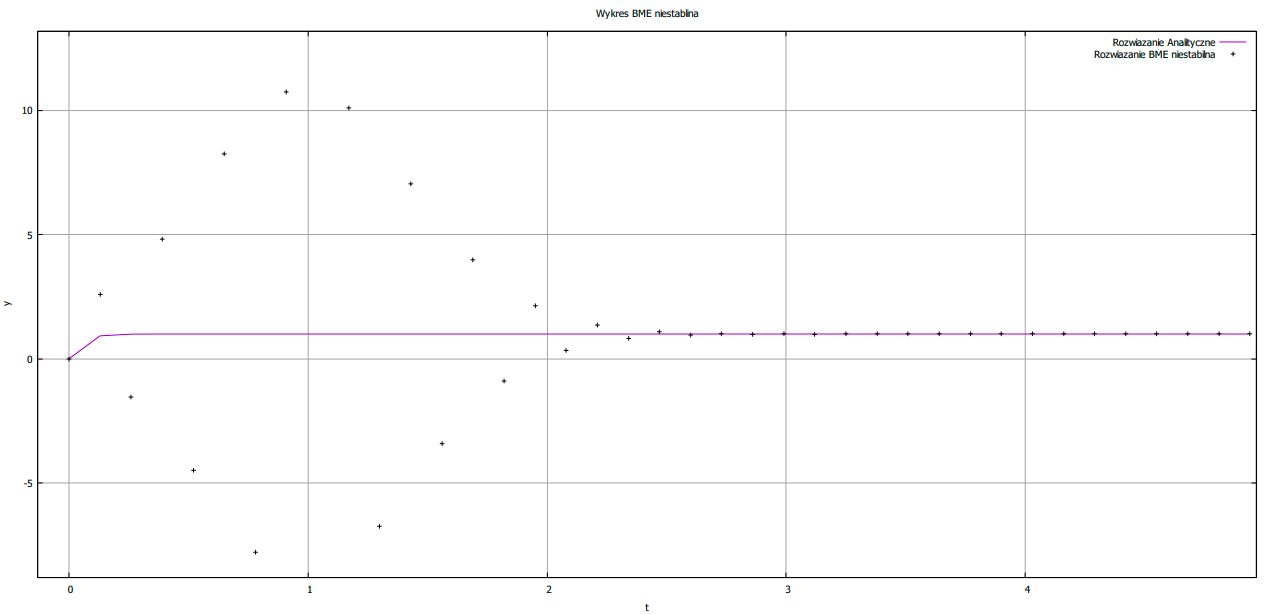 Wykres BME niestablina
Rozwiazanie Analityczne
Rozwiazanie BME niestabilna
10
5
y
0
-5
0 1 2 3 4
t